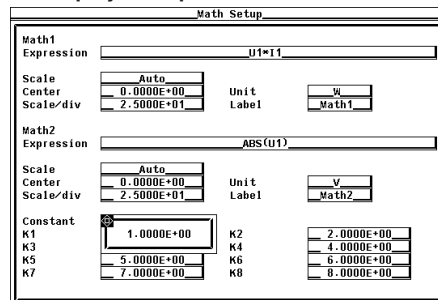 Math Setup
Math1
Expression U1*I1
Scale Auto
Center 0.0000E+00 Unit W
Scale/div 2.5000E+01 Label Math1
Math2
Expression ABS(U1)
Scale Auto
Center 0.0000E+00 Unit V
Scale/div 2.5000E+01 Label Math2
Constant
K1 1.0000E+00 K2 2.0000E+00
K3 K4 4.0000E+00
K5 5.0000E+00 K6 6.0000E+00
K7 7.0000E+00 K8 8.0000E+00